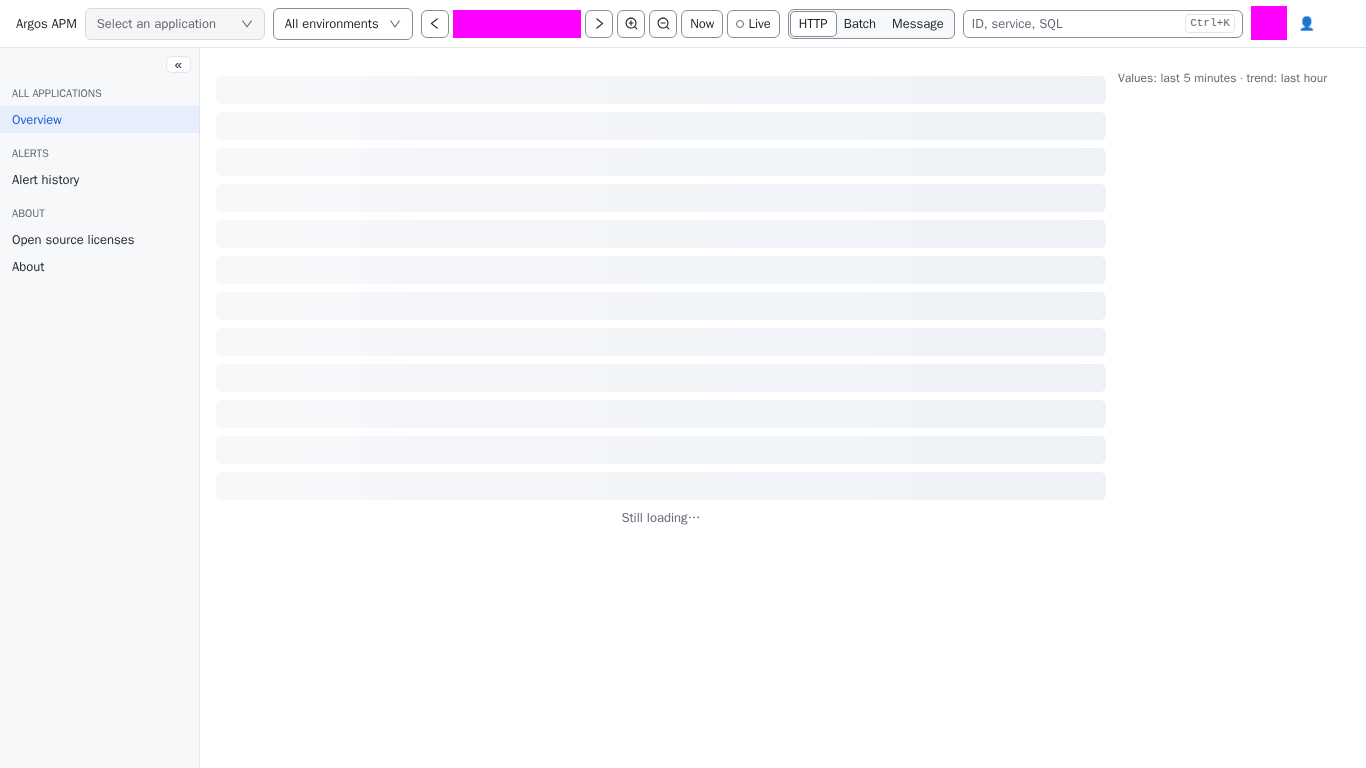 Argos APM Select an application All environments Now Live HTTP Batch Message ID, service, SQL Ctrl+K
«
Values: last 5 minutes · trend: last hour
ALL APPLICATIONS
Overview
ALERTS
Alert history
ABOUT
Open source licenses
About
Still loading…